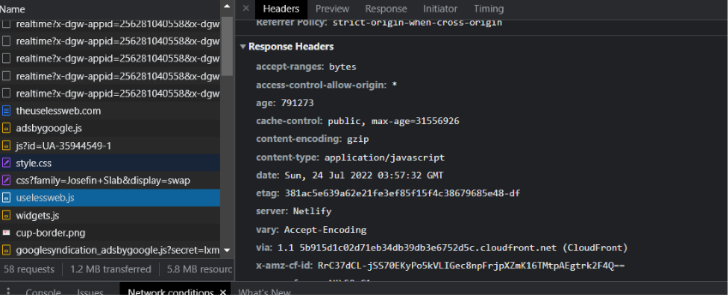 Name
realtime?x-dgw-appid=256281040558&x-dgw
realtime?x-dgw-appid=256281040558&x-dgw
realtime?x-dgw-appid=256281040558&x-dgw
realtime?x-dgw-appid=256281040558&x-dgw
realtime?x-dgw-appid=256281040558&x-dgw
theuselessweb.com
adsbygoogle.js
js?id=UA-35944549-1
style.css
css?family=Josefin+Slab&display=swap
uselessweb.js
widgets.js
cup-border.png
googlesyndication_adsbygoogle.js?secret=lxm
58 requests 1.2 MB transferred 5.8 MB resourc
× Headers Preview Response Initiator Timing
Referrer Policy: strict-origin-when-cross-origin
▼ Response Headers
accept-ranges: bytes
access-control-allow-origin: *
age: 791273
cache-control: public, max-age=31556926
content-encoding: gzip
content-type: application/javascript
date: Sun, 24 Jul 2022 03:57:32 GMT
etag: 381ac5e639a62e21fe3ef85f15f4c38679685e48-df
server: Netlify
vary: Accept-Encoding
via: 1.1 5b915d1c02d71eb34db39db3e6752d5c.cloudfront.net (CloudFront)
x-amz-cf-id: RrC37dCL-jSS70EKyPo5kVLIGec8npFrjpXZmK16TMtpAEgtrk2F4Q==
Console Issues Network conditions × What's New